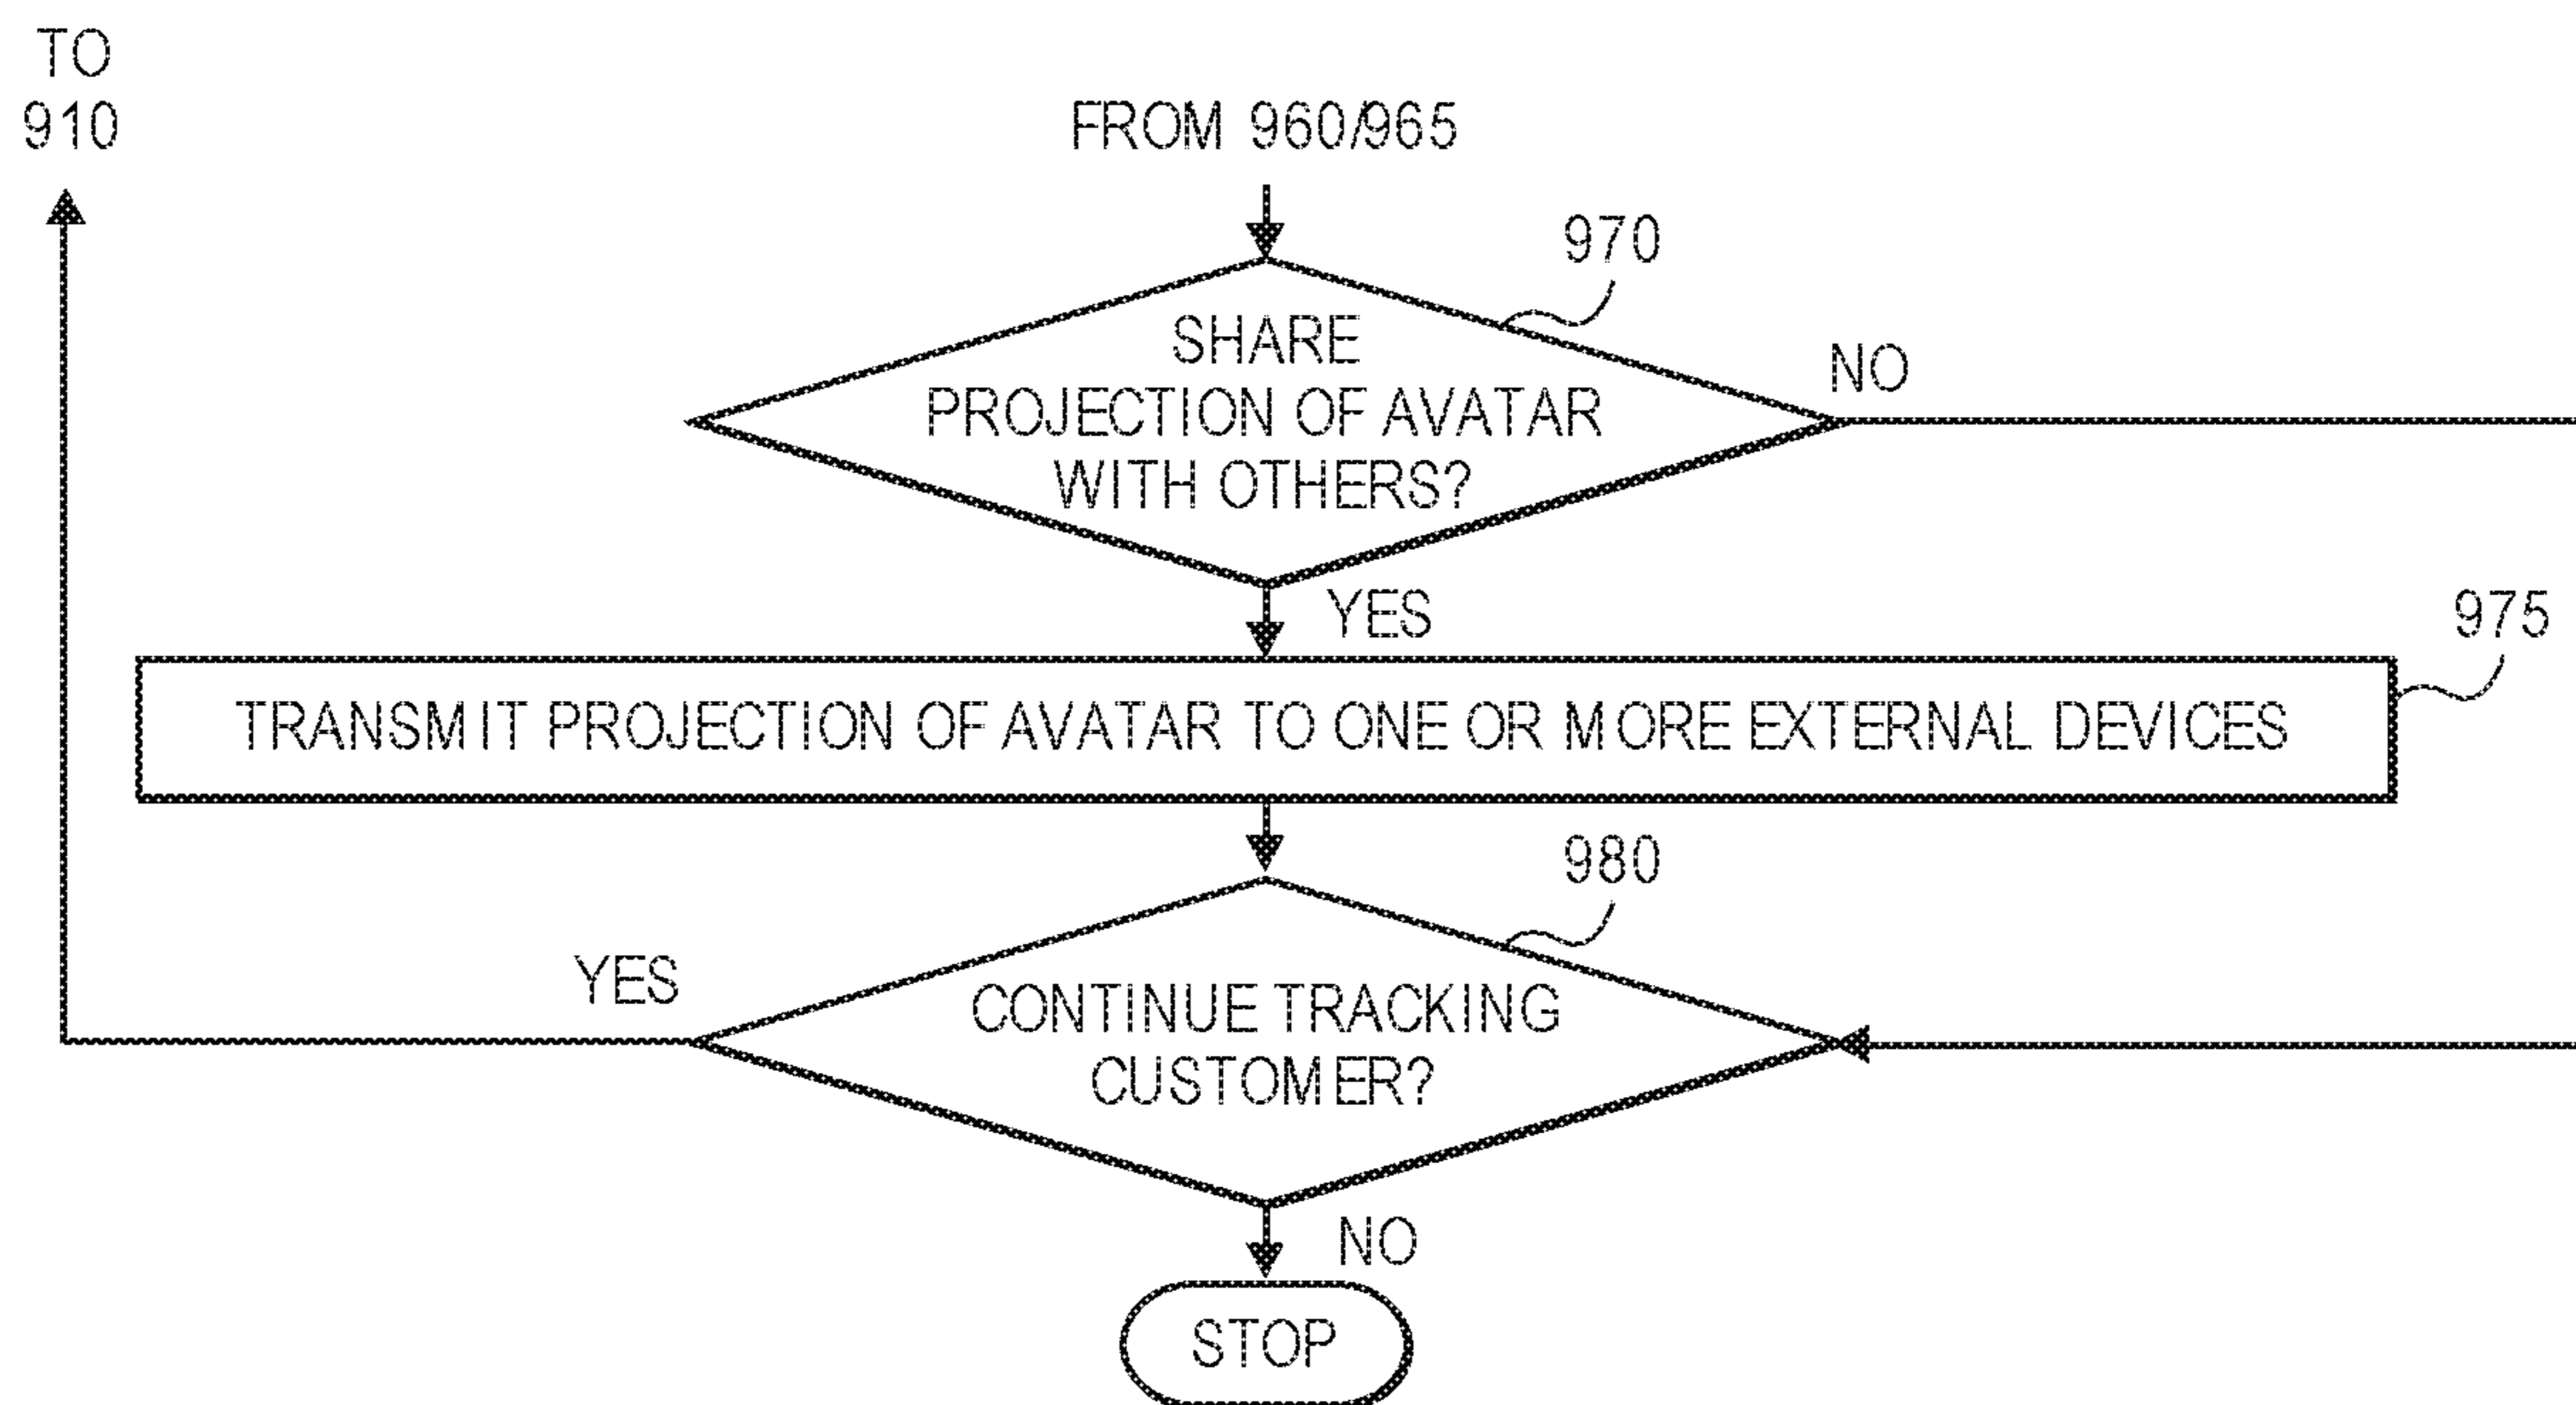 TO
910
FROM 960/965
970
SHARE
PROJECTION OF AVATAR
WITH OTHERS?
NO
YES
975
TRANSMIT PROJECTION OF AVATAR TO ONE OR MORE EXTERNAL DEVICES
980
YES
CONTINUE TRACKING
CUSTOMER?
NO
STOP